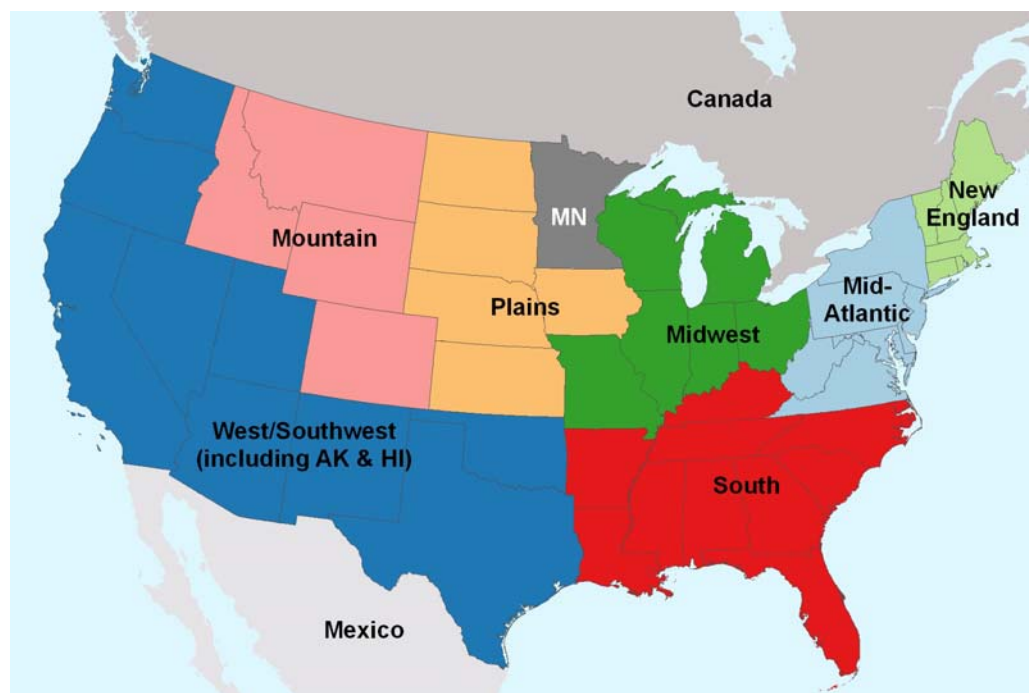 Canada
New
England
MN
Mountain
Mid-
Atlantic
Plains
Midwest
West/Southwest
(including AK & HI)
South
Mexico